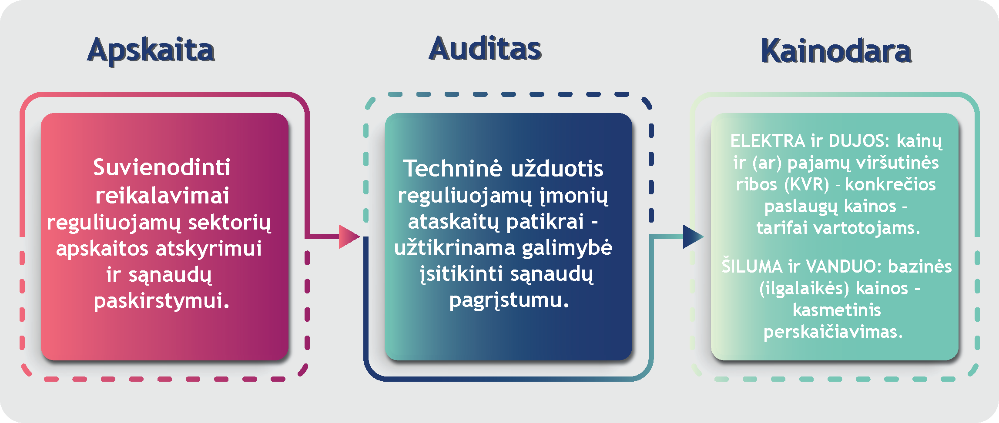 Apskaita
Auditas
Kainodara
Suvienodinti
reikalavimai
reguliuojamų sektorių
apskaitos atskyrimui
ir sąnaudų
paskirstymui.
Techninė užduotis
reguliuojamų įmonių
ataskaitų patikrai -
užtikrinama galimybė
įsitikinti sąnaudų
pagrįstumu.
ELEKTRA ir DUJOS: kainų
ir (ar) pajamų viršutinės
ribos (KVR) - konkrečios
paslaugų kainos -
tarifai vartotojams.
ŠILUMA ir VANDUO: bazinės
(ilgalaikės) kainos -
kasmetinis
perskaičiavimas.